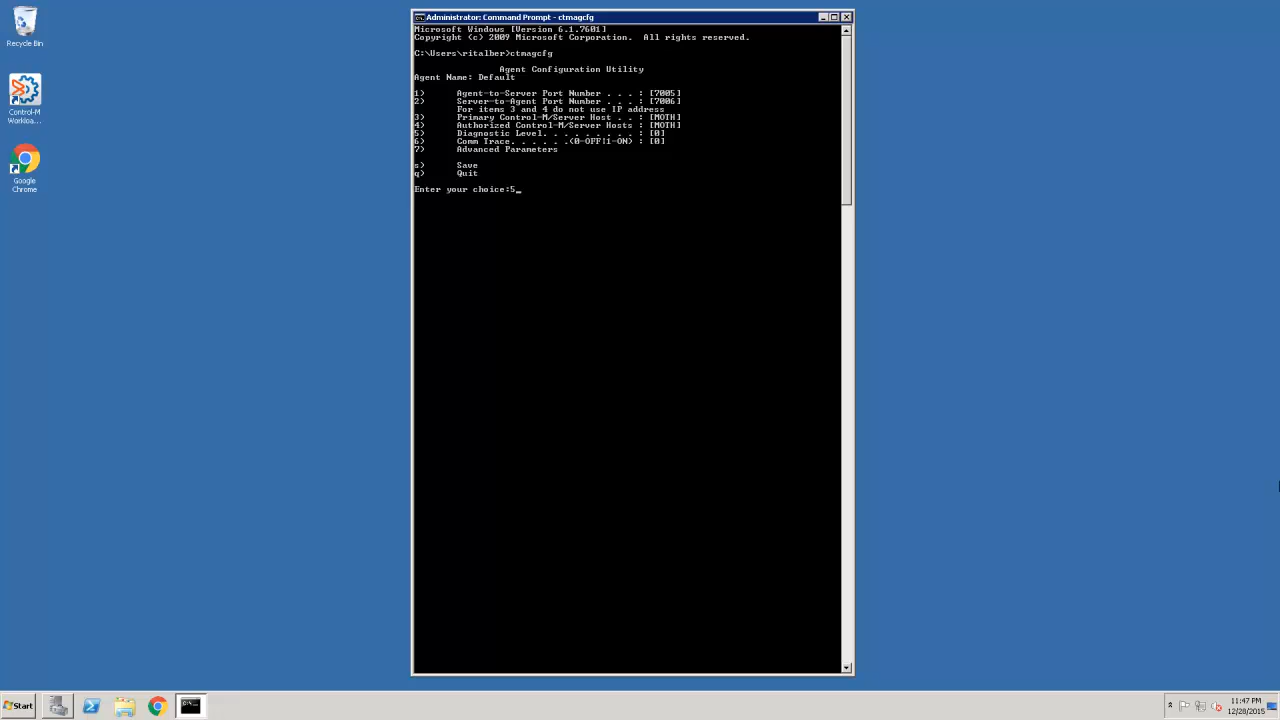 Recycle Bin
Control-M
Workloa...
Google
Chrome
Administrator: Command Prompt - ctmagcfg
Microsoft Windows [Version 6.1.7601]
Copyright (c) 2009 Microsoft Corporation.  All rights reserved.
C:\Users\ritalber>ctmagcfg
Agent Configuration Utility
Agent Name: Default
1) Agent-to-Server Port Number . . . : [7005]
2) Server-to-Agent Port Number . . . : [7006]
For items 3 and 4 do not use IP address
3) Primary Control-M/Server Host . . : [MOTH]
4) Authorized Control-M/Server Hosts : [MOTH]
5) Diagnostic Level. . . . . . . . . : [0]
6) Comm Trace. . . . . .(0-OFF|1-ON) : [0]
7) Advanced Parameters
s) Save
q) Quit
Enter your choice:5_
Start
C:\...
11:47 PM
12/28/2015